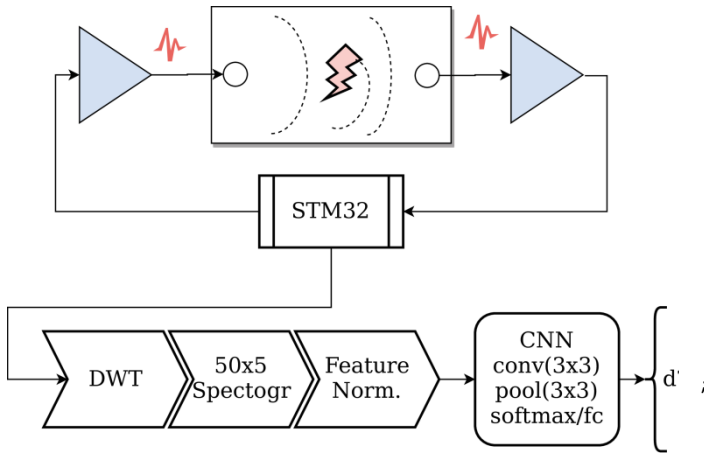 STM32
DWT
50x5
Spectogr
Feature
Norm.
CNN
conv(3x3)
pool(3x3)
softmax/fc